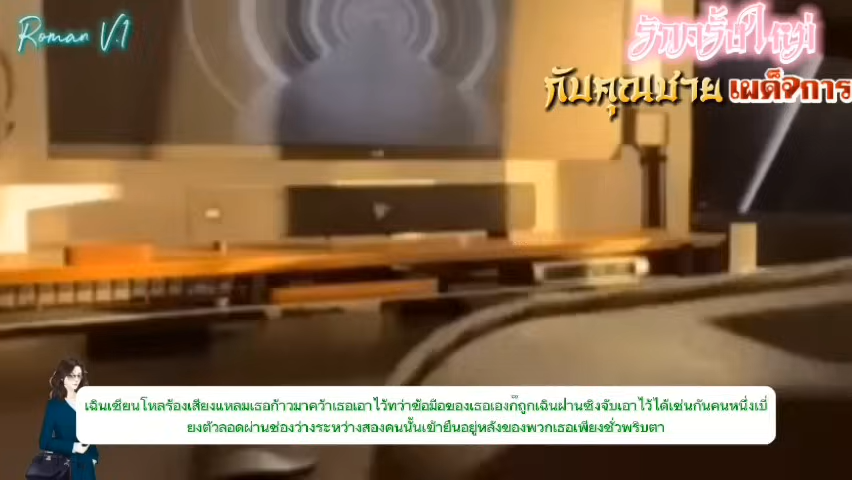 Roman V.1
รักครั้งใหม่
กับคุณชาย เผด็จการ
เฉินเซียนโหลร้องเสียงแหลมเธอก้าวมาคว้าเธอเอาไว้ทว่าข้อมือของเธอเองก็ถูกเฉินฝานซิงจับเอาไว้ได้เช่นกันคนหนึ่งเบี่
ยงตัวลอดผ่านช่องว่างระหว่างสองคนนั้นเข้ายืนอยู่หลังของพวกเธอเพียงชั่วพริบตา